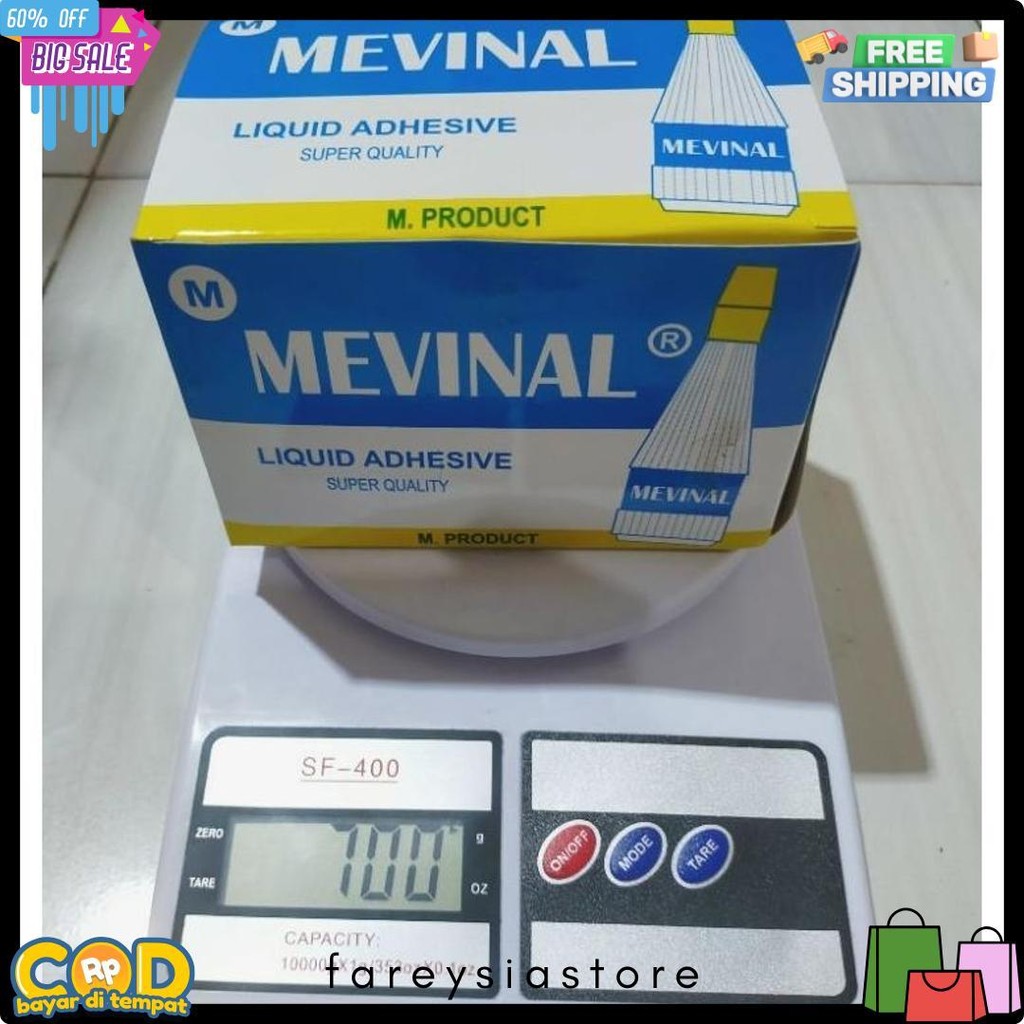 60% OFF
BIG SALE
FREE
SHIPPING
M
MEVINAL
LIQUID ADHESIVE
SUPER QUALITY
MEVINAL
M. PRODUCT
M
MEVINAL ®
LIQUID ADHESIVE
SUPER QUALITY
MEVINAL
M. PRODUCT
SF-400
ZERO
TARE
700
g
oz
ON/OFF
MODE
TARE
CAPACITY:
COD
RP
bayar di tempat
fareysiastore